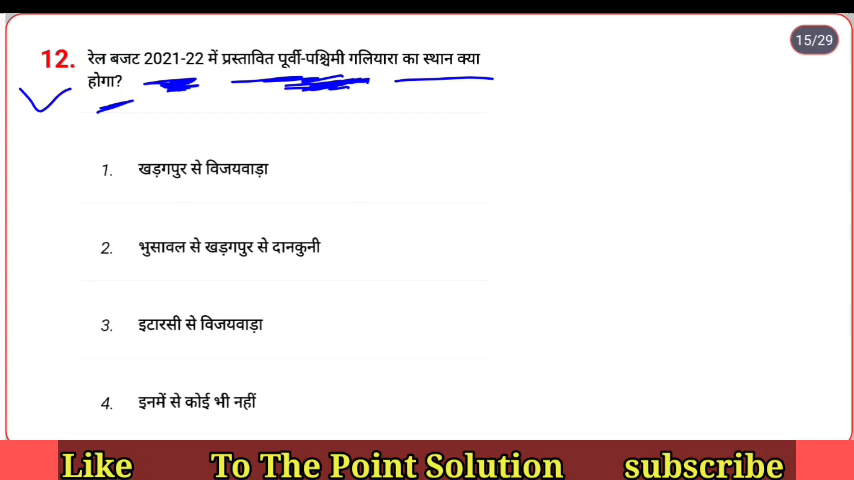 15/29
12. रेल बजट 2021-22 में प्रस्तावित पूर्वी-पश्चिमी गलियारा का स्थान क्या
होगा?
1. खड़गपुर से विजयवाड़ा
2. भुसावल से खड़गपुर से दानकुनी
3. इटारसी से विजयवाड़ा
4. इनमें से कोई भी नहीं
Like To The Point Solution subscribe